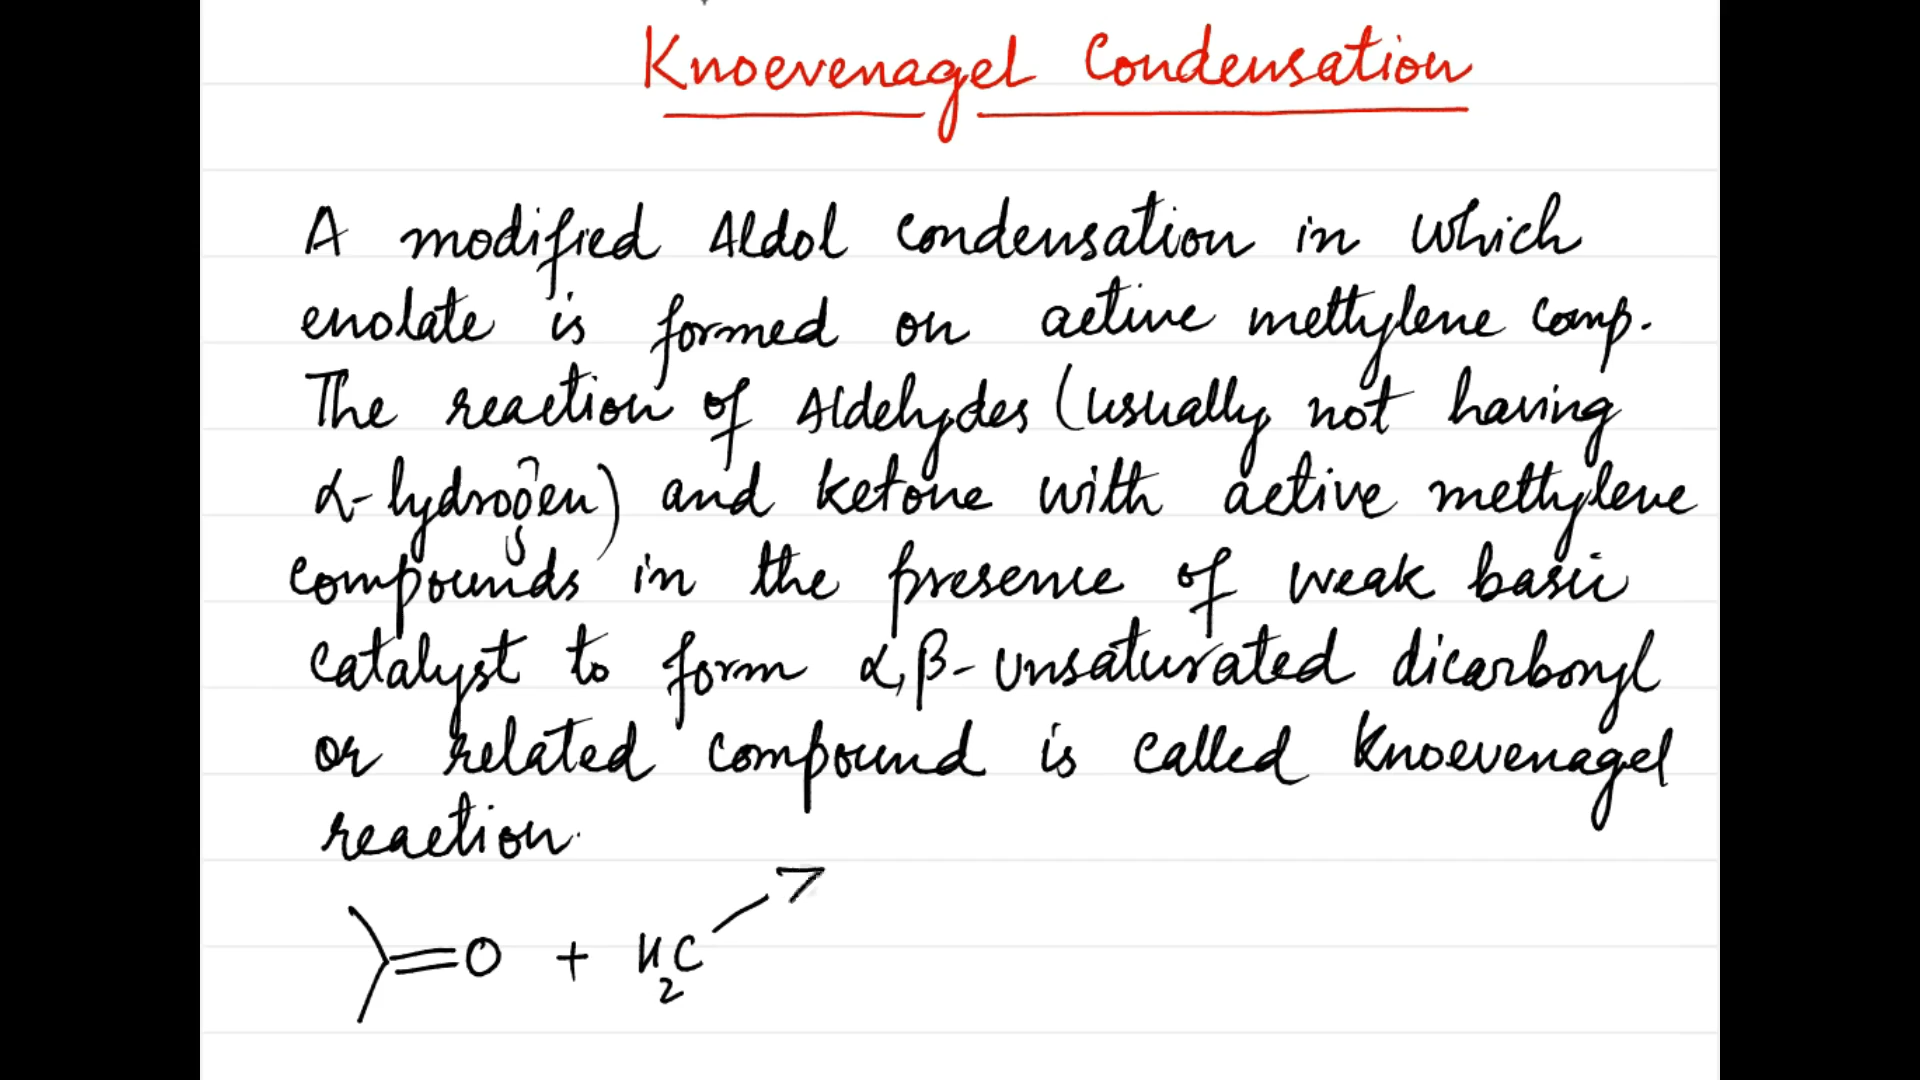 Knoevenagel Condensation
A modified Aldol condensation in which
enolate is formed on active methylene comp.
The reaction of Aldehydes (usually not having
α-hydrogen) and ketone with active methylene
compounds in the presence of weak basic
catalyst to form α,β-unsaturated dicarbonyl
or related compound is called Knoevenagel
reaction.
=O + H₂C